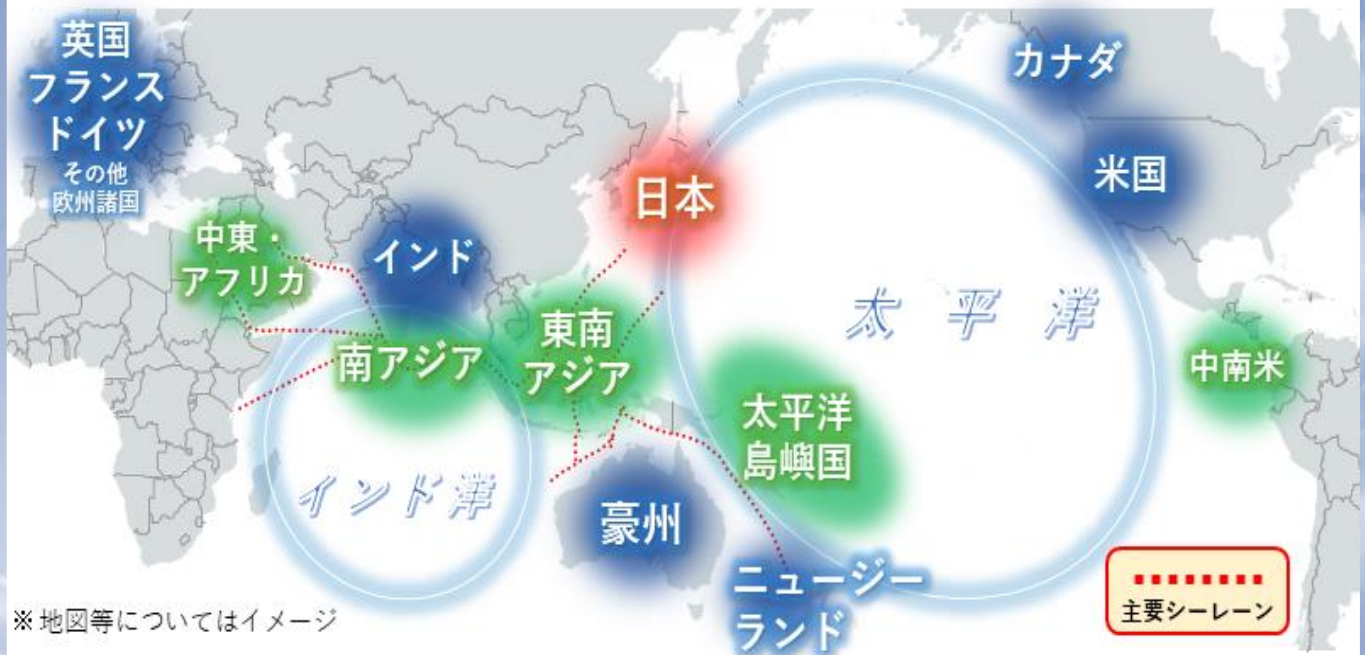 英国
フランス
ドイツ
その他
欧州諸国
カナダ
米国
日本
中東・
アフリカ
インド
東南
アジア
南アジア
太平洋
中南米
太平洋
島嶼国
インド洋
豪州
ニュージー
ランド
主要シーレーン
※地図等についてはイメージ